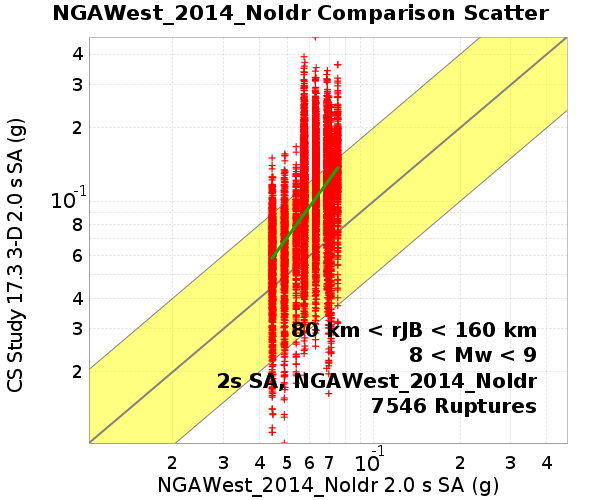 NGAWest_2014_NoIdr Comparison Scatter
CS Study 17.3 3-D 2.0 s SA (g)
4
3
2
10-1
8
6
4
3
2
80 km < rJB < 160 km
8 < Mw < 9
2s SA, NGAWest_2014_NoIdr
7546 Ruptures
2 3 4 5 6 7 10-1 2 3 4
NGAWest_2014_NoIdr 2.0 s SA (g)